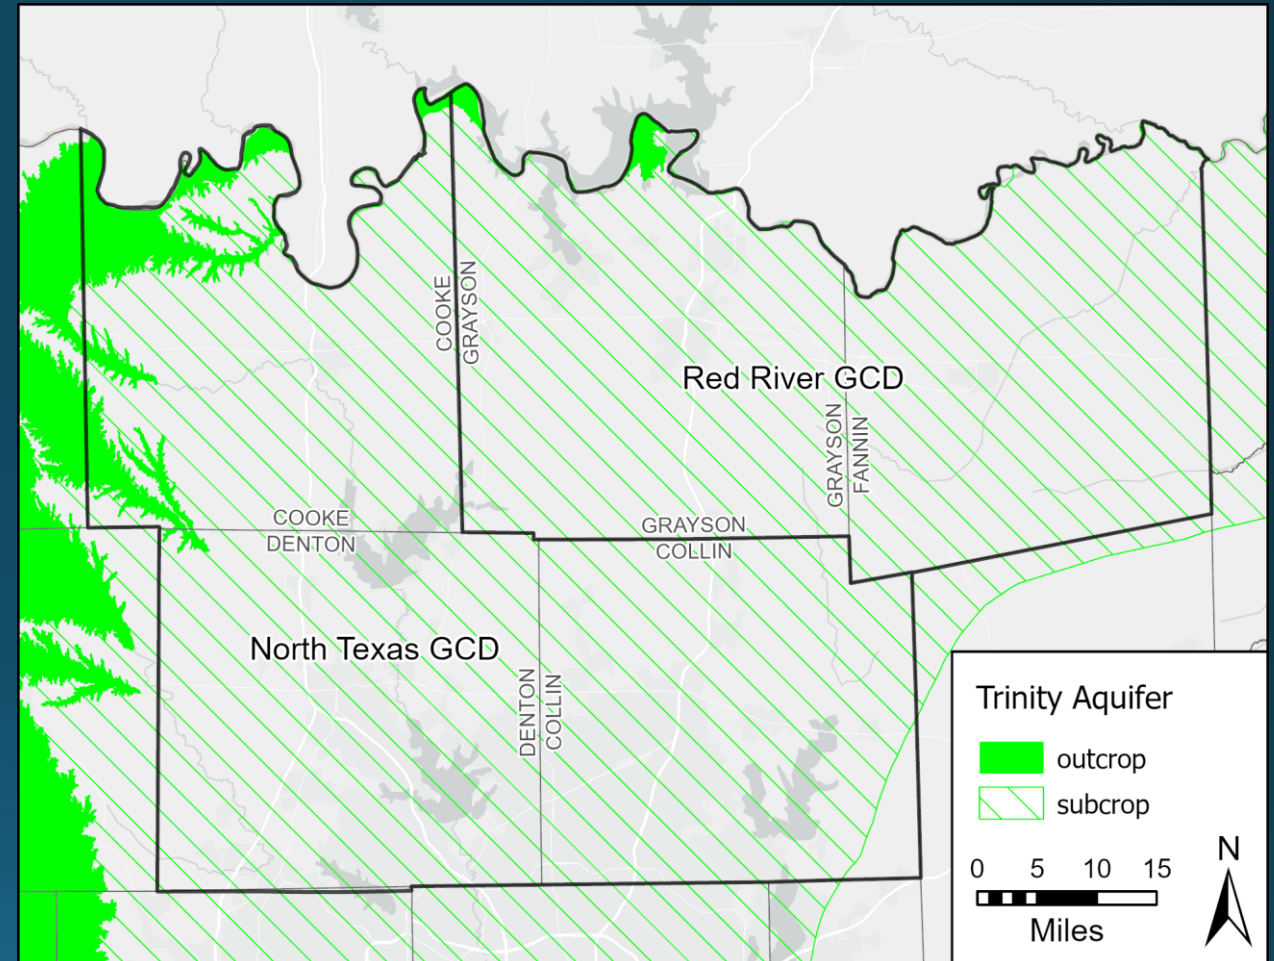 COOKE
GRAYSON
Red River GCD
GRAYSON
FANNIN
COOKE
DENTON
GRAYSON
COLLIN
North Texas GCD
DENTON
COLLIN
Trinity Aquifer
outcrop
subcrop
N
0 5 10 15
Miles